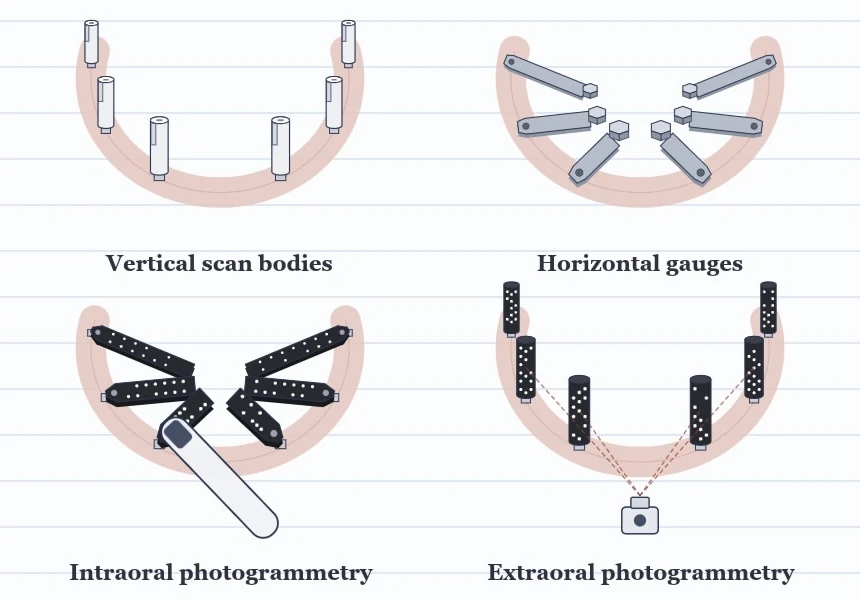 Vertical scan bodies
Horizontal gauges
Intraoral photogrammetry
Extraoral photogrammetry